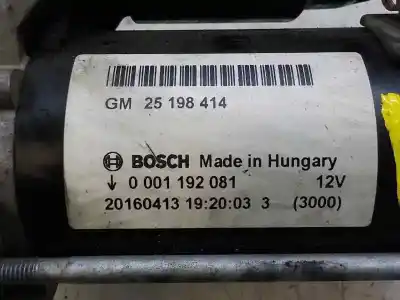 GM 25 198 414
BOSCH Made in Hungary
0 001 192 081 12V
20160413 19:20:03 3 (3000)